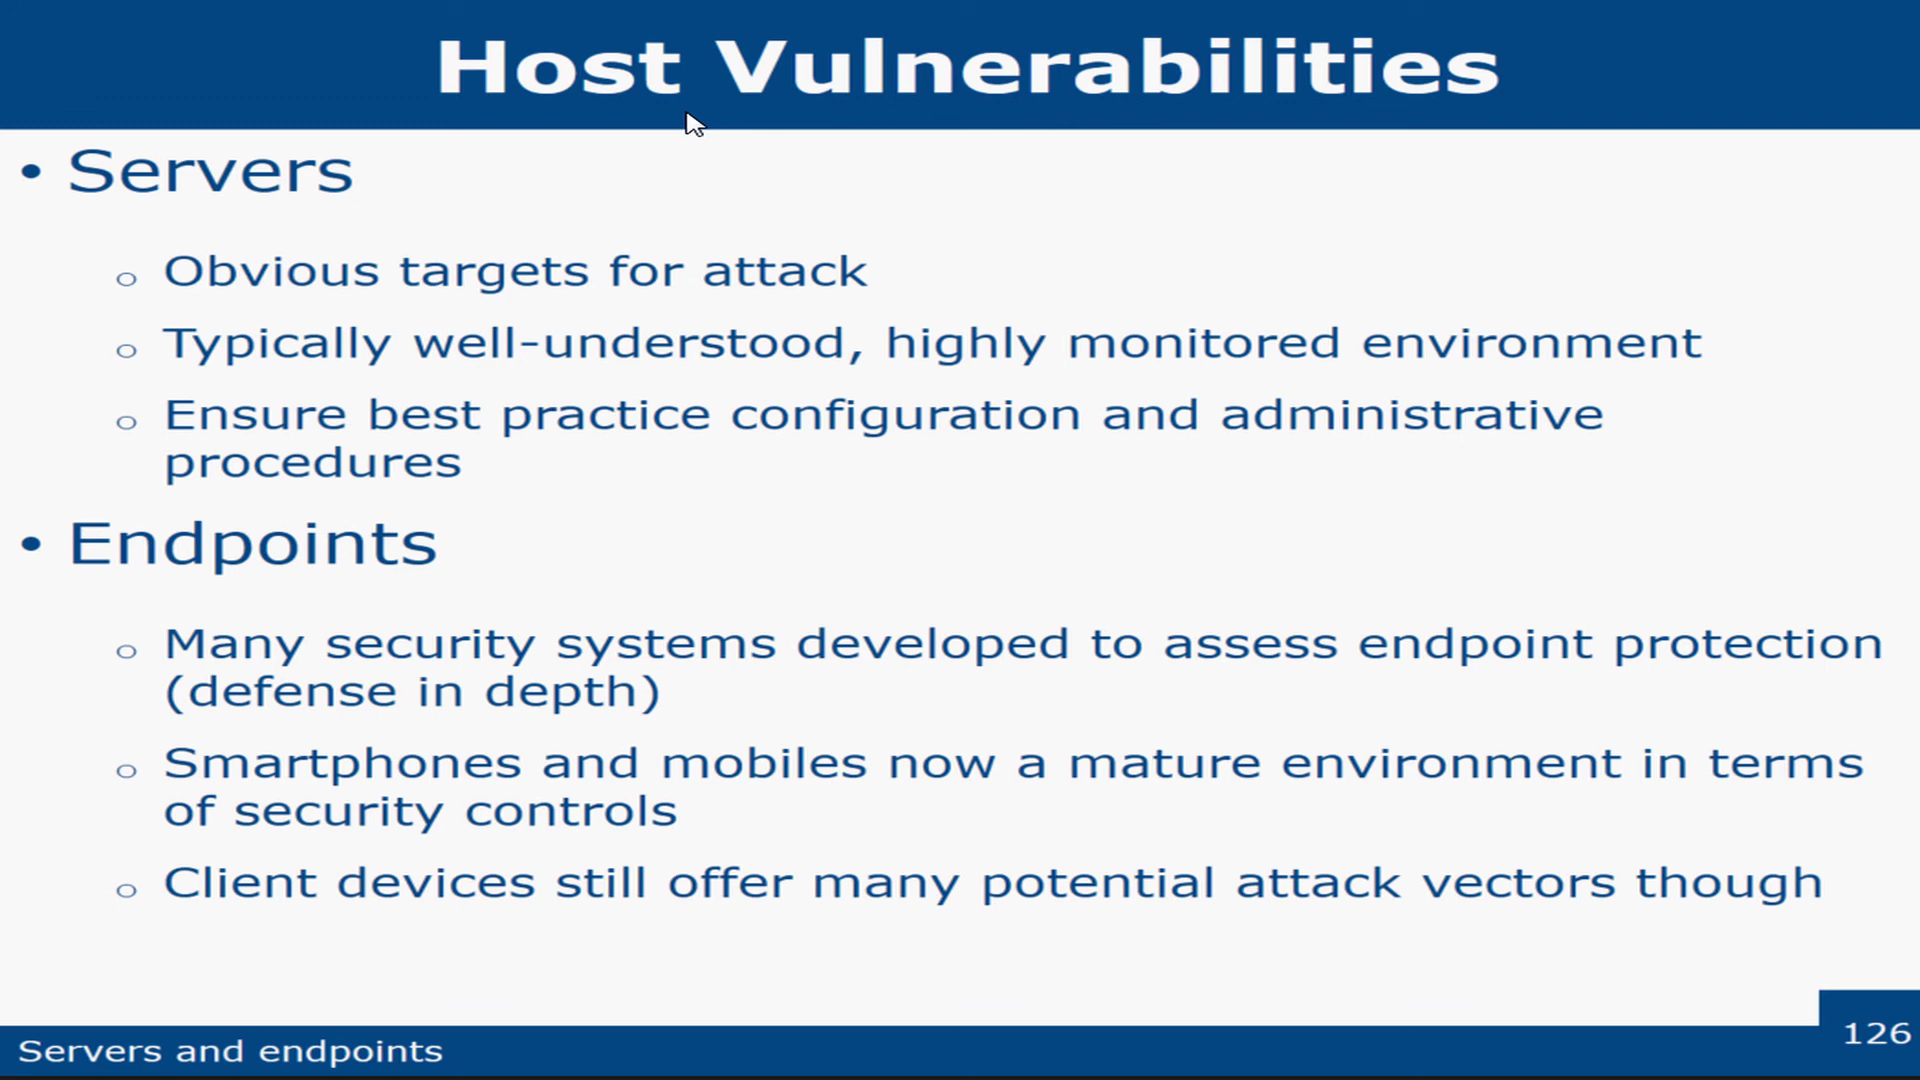 Host Vulnerabilities
• Servers
o Obvious targets for attack
o Typically well-understood, highly monitored environment
o Ensure best practice configuration and administrative
procedures
• Endpoints
o Many security systems developed to assess endpoint protection
(defense in depth)
o Smartphones and mobiles now a mature environment in terms
of security controls
o Client devices still offer many potential attack vectors though
Servers and endpoints
126